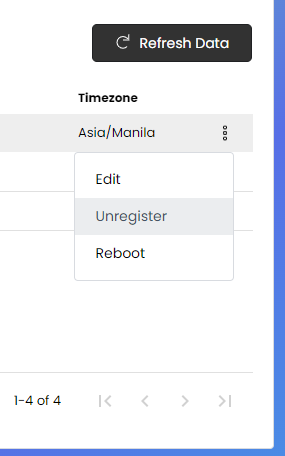 Refresh Data
Timezone
Asia/Manila
Edit
Unregister
Reboot
1-4 of 4